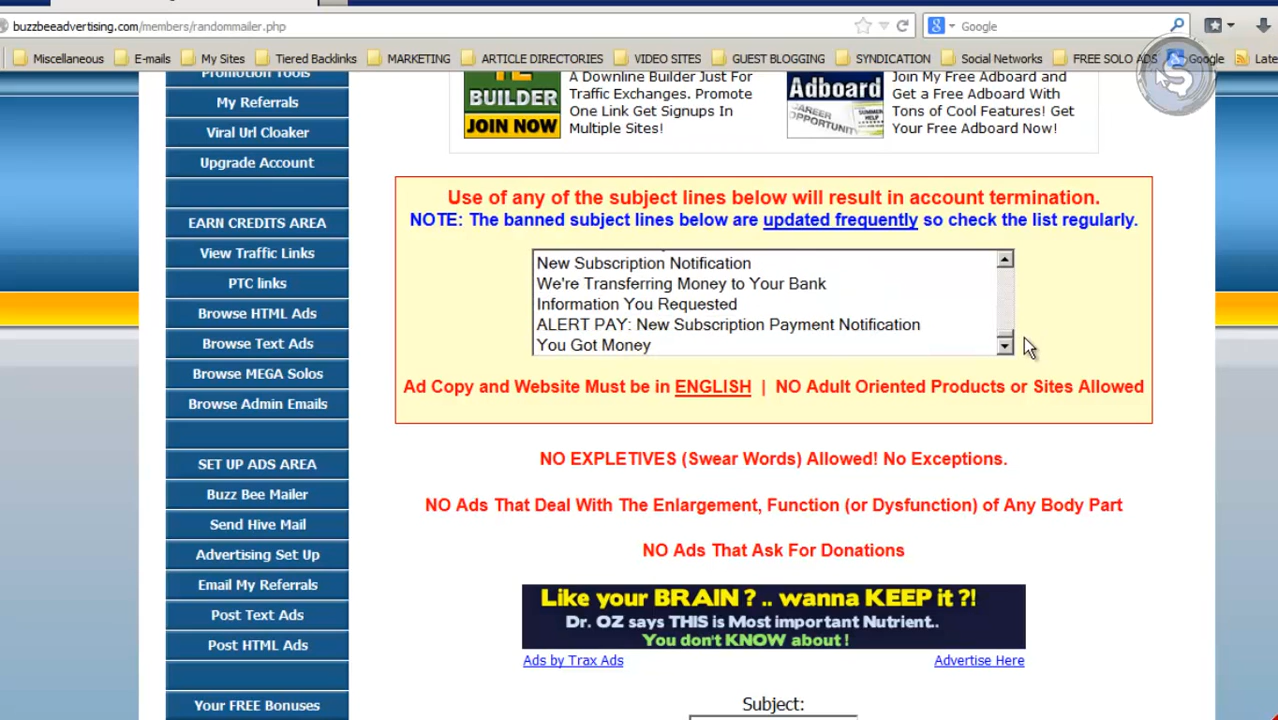 buzzbeeadvertising.com/members/randommailer.php
Google
Miscellaneous E-mails My Sites Tiered Backlinks MARKETING ARTICLE DIRECTORIES VIDEO SITES GUEST BLOGGING SYNDICATION Social Networks FREE SOLO ADS Google Late
Promotion Tools
My Referrals
Viral Url Cloaker
Upgrade Account
EARN CREDITS AREA
View Traffic Links
PTC links
Browse HTML Ads
Browse Text Ads
Browse MEGA Solos
Browse Admin Emails
SET UP ADS AREA
Buzz Bee Mailer
Send Hive Mail
Advertising Set Up
Email My Referrals
Post Text Ads
Post HTML Ads
Your FREE Bonuses
BUILDER
JOIN NOW
A Downline Builder Just For
Traffic Exchanges. Promote
One Link Get Signups In
Multiple Sites!
Adboard
CAREER
OPPORTUNITY
Join My Free Adboard and
Get a Free Adboard With
Tons of Cool Features! Get
Your Free Adboard Now!
Use of any of the subject lines below will result in account termination.
NOTE: The banned subject lines below are updated frequently so check the list regularly.
New Subscription Notification
We're Transferring Money to Your Bank
Information You Requested
ALERT PAY: New Subscription Payment Notification
You Got Money
Ad Copy and Website Must be in ENGLISH | NO Adult Oriented Products or Sites Allowed
NO EXPLETIVES (Swear Words) Allowed! No Exceptions.
NO Ads That Deal With The Enlargement, Function (or Dysfunction) of Any Body Part
NO Ads That Ask For Donations
Like your BRAIN ? .. wanna KEEP it ?!
Dr. OZ says THIS is Most important Nutrient..
You don't KNOW about !
Ads by Trax Ads Advertise Here
Subject: